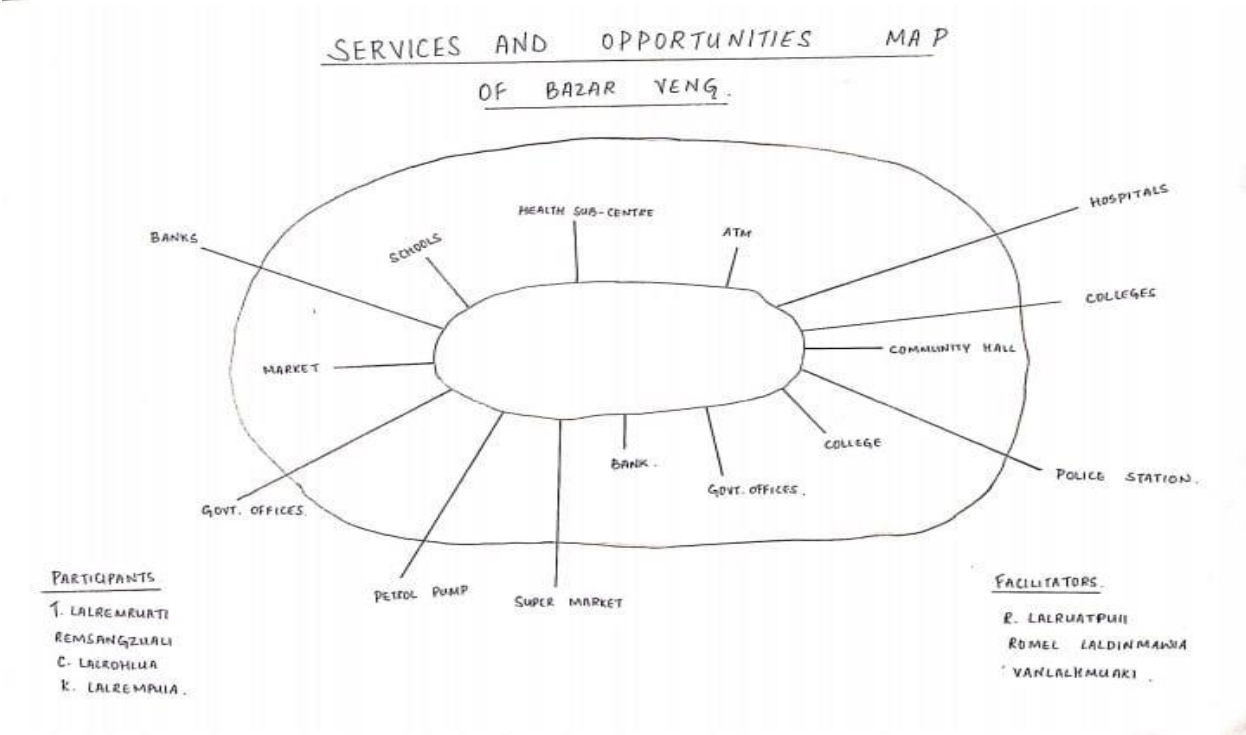 SERVICES AND OPPORTUNITIES MAP
OF BAZAR VENG.
HOSPITALS
HEALTH SUB-CENTRE
ATM
BANKS
SCHOOLS
COLLEGES
COMMUNITY HALL
MARKET
COLLEGE
BANK.
POLICE STATION.
GOVT. OFFICES.
GOVT. OFFICES.
PETROL PUMP
SUPER MARKET
PARTICIPANTS
T. LALREMRUATI
REMSANGZUALI
C. LALROHLUA
K. LALREMPUIA.
FACILITATORS.
R. LALRUATPUII
ROMEL LALDINMAWIA
VANLALHMUAKI.